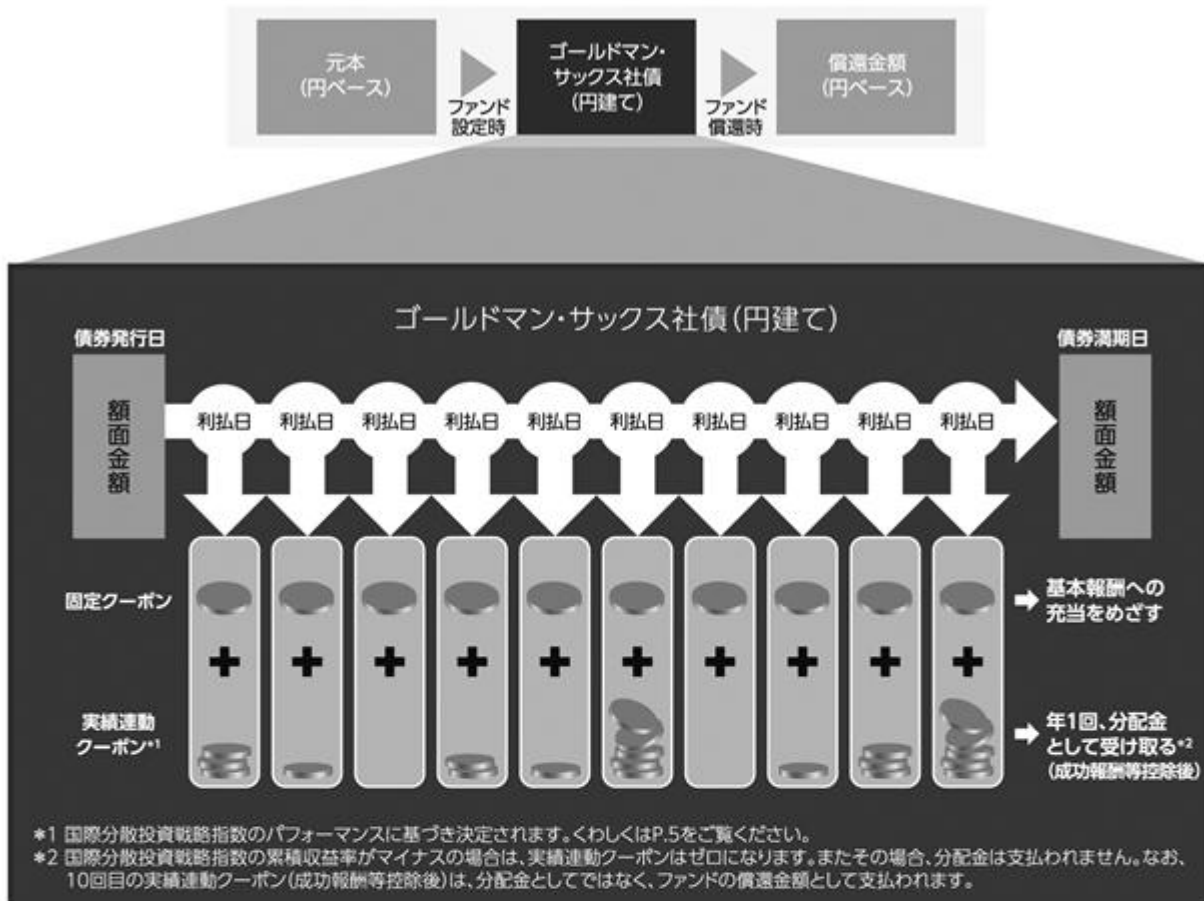 元本
(円ベース)
ファンド
設定時
ゴールドマン・
サックス社債
(円建て)
ファンド
償還時
償還金額
(円ベース)
ゴールドマン・サックス社債(円建て)
債券発行日
額面金額
利払日 利払日 利払日 利払日 利払日 利払日 利払日 利払日 利払日 利払日
債券満期日
額面金額
固定クーポン
+ + + + + + + + + +
基本報酬への
充当をめざす
実績連動
クーポン*1
年1回、分配金
として受け取る*2
(成功報酬等控除後)
*1 国際分散投資戦略指数のパフォーマンスに基づき決定されます。くわしくはP.5をご覧ください。
*2 国際分散投資戦略指数の累積収益率がマイナスの場合は、実績連動クーポンはゼロになります。またその場合、分配金は支払われません。なお、
10回目の実績連動クーポン(成功報酬等控除後)は、分配金としてではなく、ファンドの償還金額として支払われます。